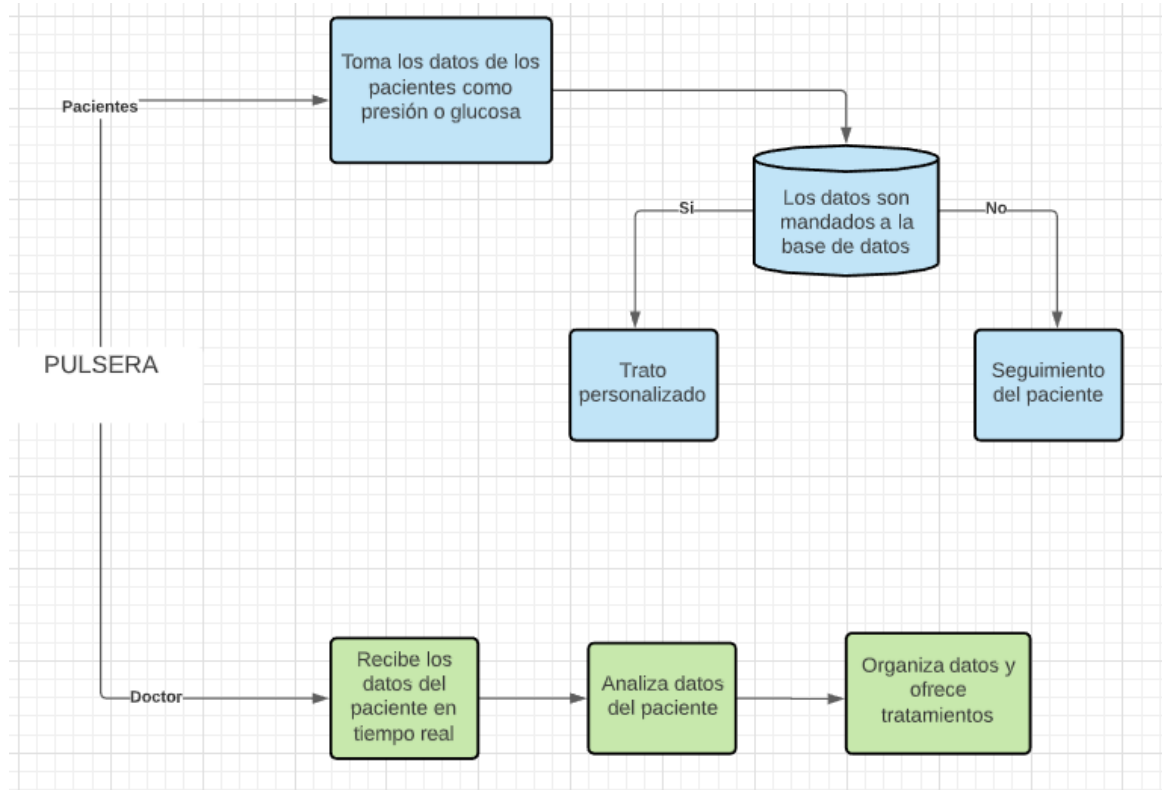 Toma los datos de los
pacientes como
presión o glucosa
Pacientes
Los datos son
mandados a la
base de datos
Si
No
Trato
personalizado
Seguimiento
del paciente
PULSERA
Doctor
Recibe los
datos del
paciente en
tiempo real
Analiza datos
del paciente
Organiza datos y
ofrece
tratamientos